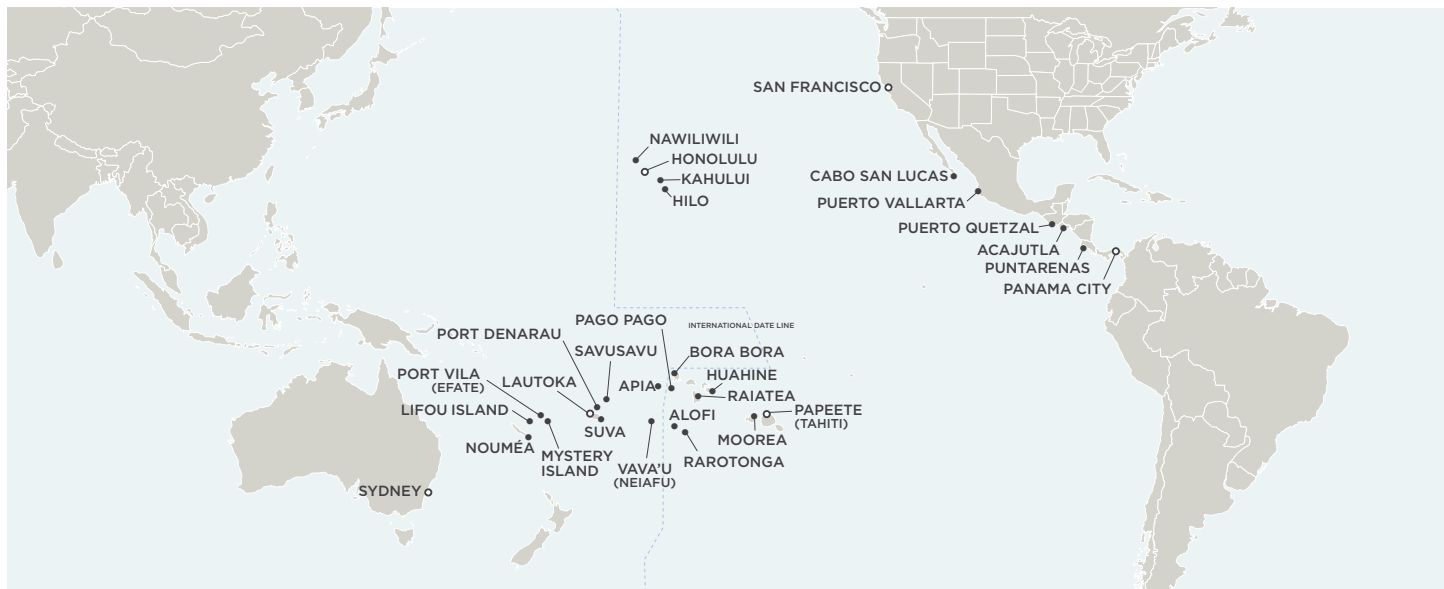 SAN FRANCISCO
NAWILIWILI
HONOLULU
KAHULUI
HILO
CABO SAN LUCAS
PUERTO VALLARTA
PUERTO QUETZAL
ACAJUTLA
PUNTARENAS
PANAMA CITY
PAGO PAGO
INTERNATIONAL DATE LINE
PORT DENARAU
SAVUSAVU
BORA BORA
PORT VILA
(EFATE)
LAUTOKA
APIA
HUAHINE
RAIATEA
LIFOU ISLAND
ALOFI
PAPEETE
(TAHITI)
SUVA
MOOREA
NOUMÉA
MYSTERY
ISLAND
RAROTONGA
VAVA'U
(NEIAFU)
SYDNEY